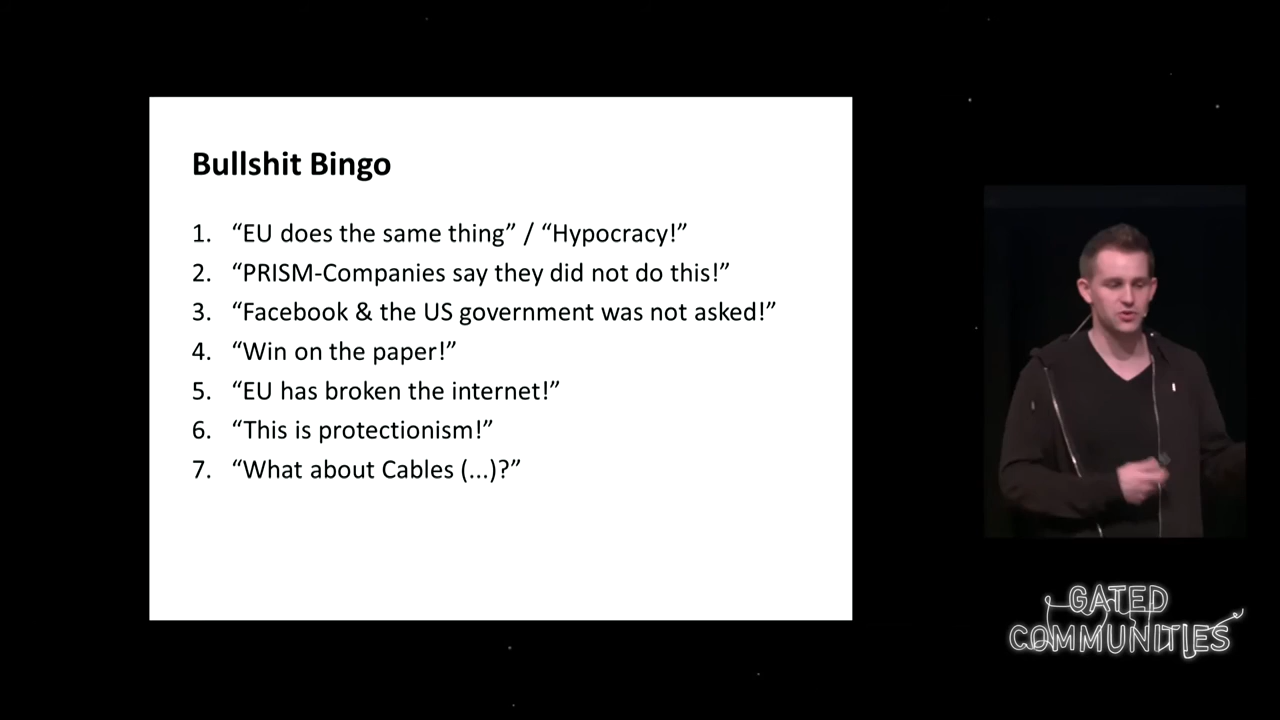 Bullshit Bingo
1. “EU does the same thing” / “Hypocracy!”
2. “PRISM-Companies say they did not do this!”
3. “Facebook & the US government was not asked!”
4. “Win on the paper!”
5. “EU has broken the internet!”
6. “This is protectionism!”
7. “What about Cables (...)?”
GATED
COMMUNITIES